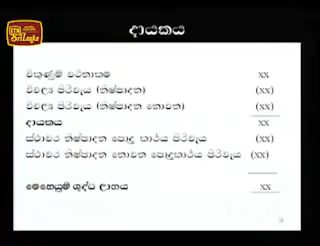 දායකය
විකුණුම් වටිනාකම xx
විචල්‍ය පිරිවැය (නිෂ්පාදන) (xx)
විචල්‍ය පිරිවැය (නිෂ්පාදන නොවන) (xx)
දායකය xx
ස්ථාවර නිෂ්පාදන පොදු කාර්ය පිරිවැය (xx)
ස්ථාවර නිෂ්පාදන නොවන පොදුකාර්ය පිරිවැය (xx)
මෙහෙයුම් ශුද්ධ ලාභය xx